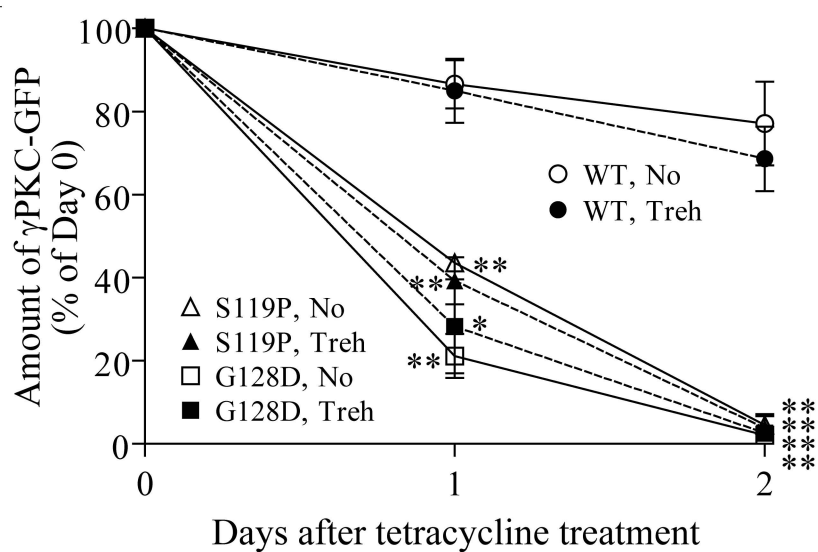 Amount of γPKC-GFP
(% of Day 0)
100
80
60
40
20
0
WT, No
WT, Treh
**
**
*
**
S119P, No
S119P, Treh
G128D, No
G128D, Treh
**
**
**
**
0 1 2
Days after tetracycline treatment